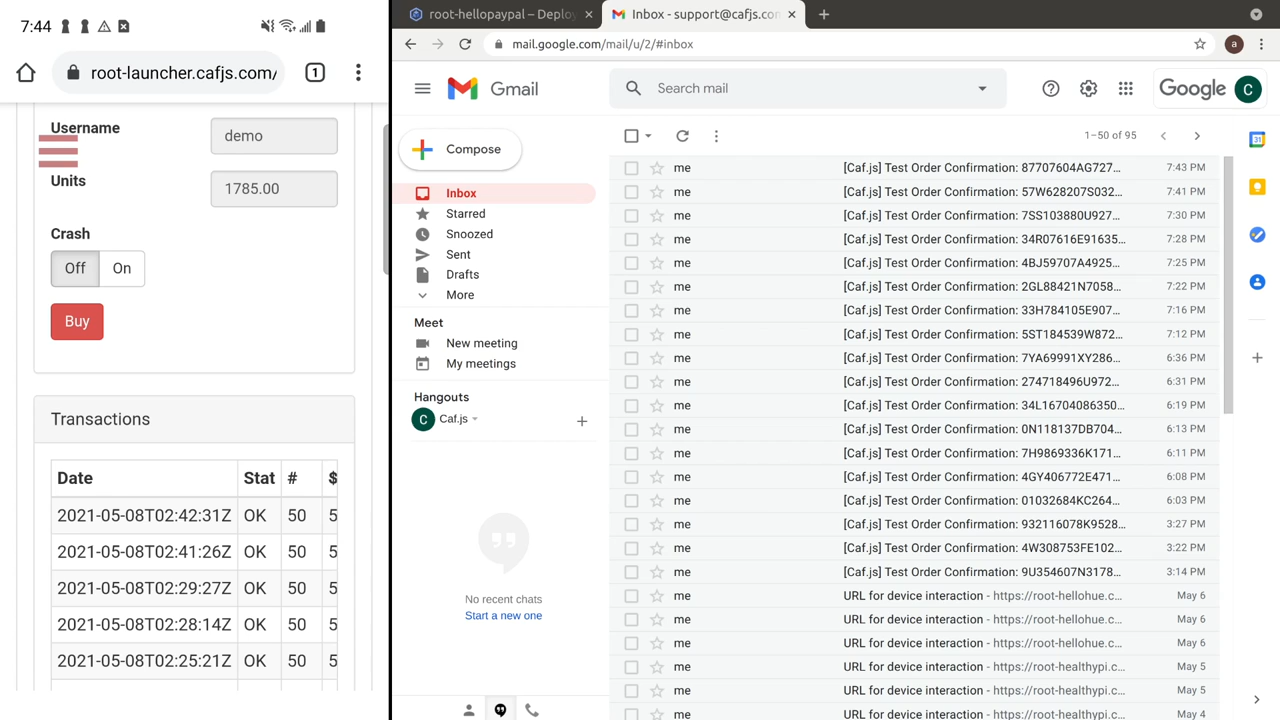 7:44
root-launcher.cafjs.com/
1
Username
demo
Units
1785.00
Crash
Off
On
Buy
Transactions
Date Stat # $
2021-05-08T02:42:31Z OK 50 5
2021-05-08T02:41:26Z OK 50 5
2021-05-08T02:29:27Z OK 50 5
2021-05-08T02:28:14Z OK 50 5
2021-05-08T02:25:21Z OK 50 5
root-hellopaypal – Deploy
Inbox - support@cafjs.com
mail.google.com/mail/u/2/#inbox
a
Gmail
Search mail
Google
C
Compose
1–50 of 95
Inbox
Starred
Snoozed
Sent
Drafts
More
Meet
New meeting
My meetings
Hangouts
C Caf.js
No recent chats
Start a new one
me [Caf.js] Test Order Confirmation: 87707604AG727... 7:43 PM
me [Caf.js] Test Order Confirmation: 57W628207S032... 7:41 PM
me [Caf.js] Test Order Confirmation: 7SS10380U927... 7:30 PM
me [Caf.js] Test Order Confirmation: 34R07616E91635... 7:28 PM
me [Caf.js] Test Order Confirmation: 4BJ59707A4925... 7:25 PM
me [Caf.js] Test Order Confirmation: 2GL88421N7058... 7:22 PM
me [Caf.js] Test Order Confirmation: 33H784105E907... 7:16 PM
me [Caf.js] Test Order Confirmation: 5ST184539W872... 7:12 PM
me [Caf.js] Test Order Confirmation: 7YA69991XY286... 6:36 PM
me [Caf.js] Test Order Confirmation: 274718496U972... 6:31 PM
me [Caf.js] Test Order Confirmation: 34L16704086350... 6:19 PM
me [Caf.js] Test Order Confirmation: 0N118137DB704... 6:13 PM
me [Caf.js] Test Order Confirmation: 7H9869336K171... 6:11 PM
me [Caf.js] Test Order Confirmation: 4GY406772E471... 6:08 PM
me [Caf.js] Test Order Confirmation: 01032684KC264... 6:03 PM
me [Caf.js] Test Order Confirmation: 932116078K9528... 3:27 PM
me [Caf.js] Test Order Confirmation: 4W308753FE102... 3:22 PM
me [Caf.js] Test Order Confirmation: 9U354607N3178... 3:14 PM
me URL for device interaction - https://root-hellohue.c... May 6
me URL for device interaction - https://root-hellohue.c... May 6
me URL for device interaction - https://root-hellohue.c... May 6
me URL for device interaction - https://root-healthypi.c... May 5
me URL for device interaction - https://root-healthypi.c... May 5
me URL for device interaction - https://root-healthypi.c... May 4